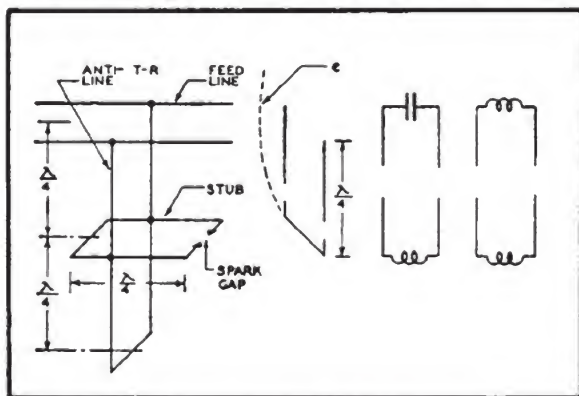 ANTI- T-R
LINE
FEED
LINE
e
λ/4
STUB
λ/4
λ/4
λ/4
SPARK
GAP